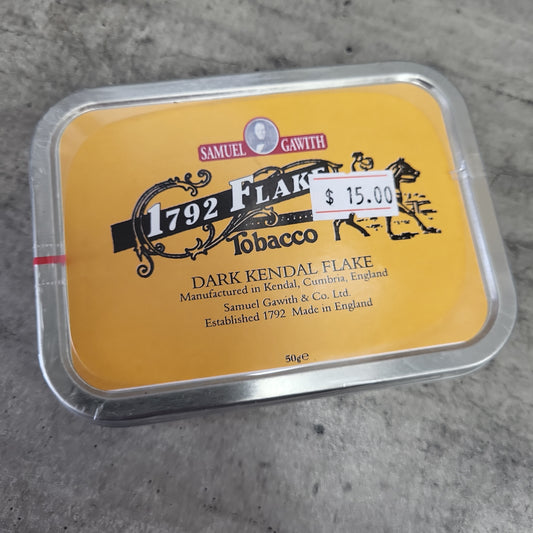 SAMUEL GAWITH
1792 FLAKE
$ 15.00
Tobacco
DARK KENDAL FLAKE
Manufactured in Kendal, Cumbria, England
Samuel Gawith & Co. Ltd.
Established 1792 Made in England
50g℮